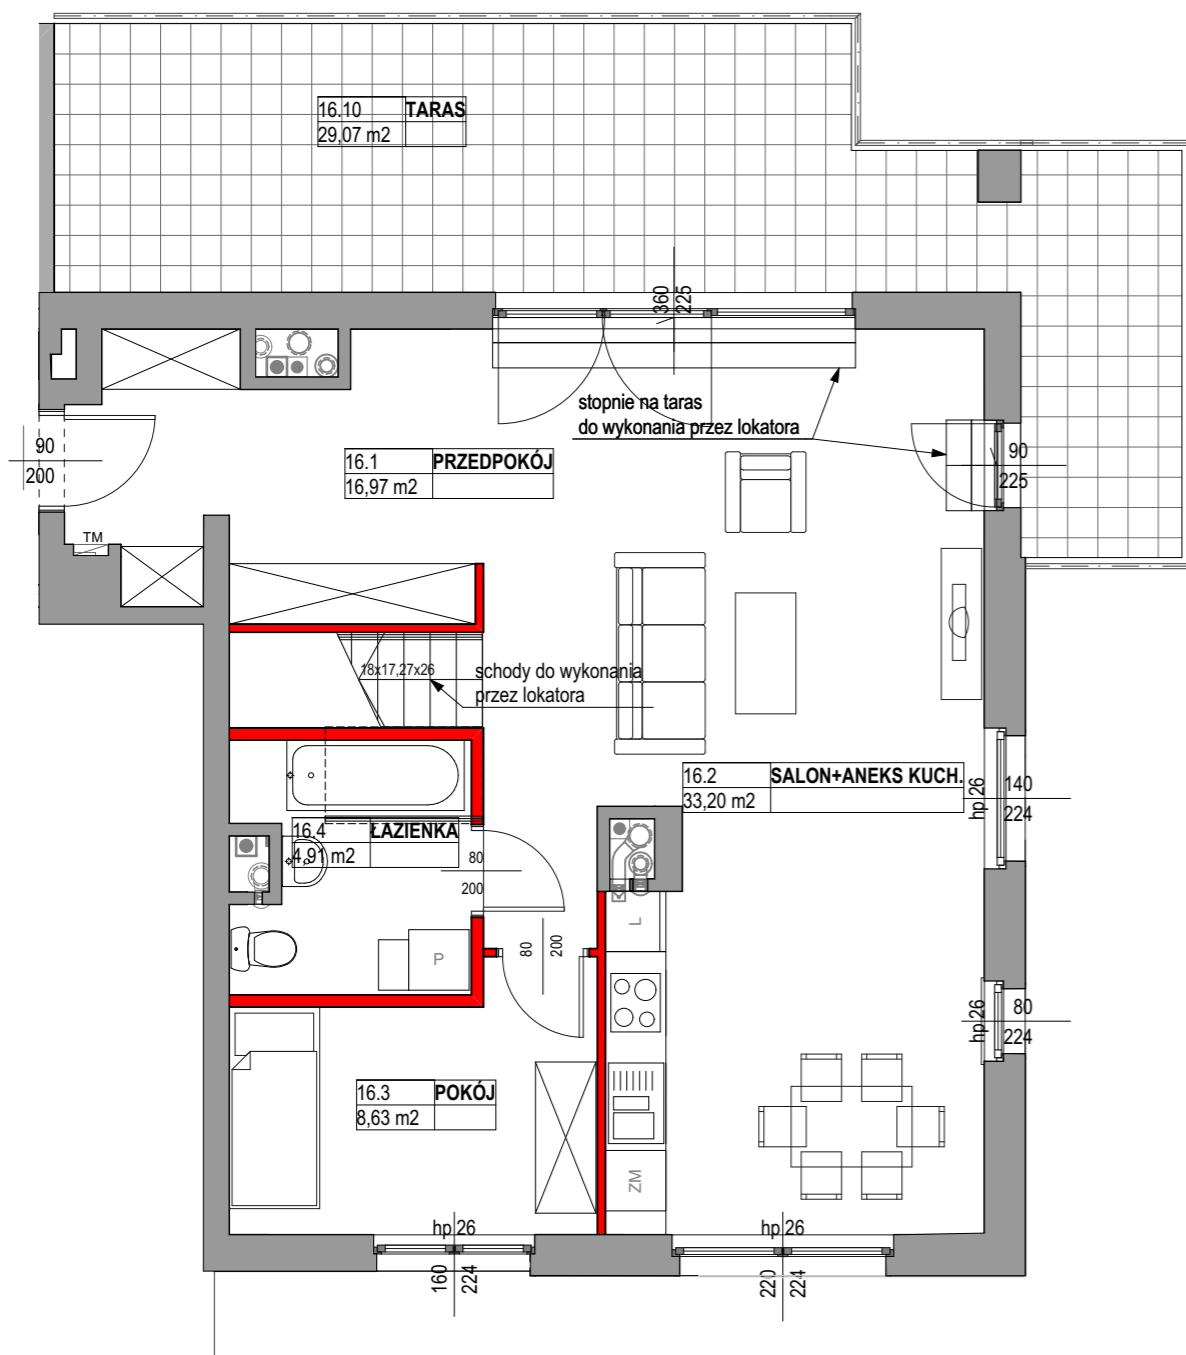 16.10 TARAS
29,07 m2
360
225
stopnie na taras
do wykonania przez lokatora
90
200
16.1 PRZEDPOKÓJ
16,97 m2
90
225
TM
18x17,27x26
schody do wykonania
przez lokatora
16.2 SALON+ANEKS KUCH.
33,20 m2
hp 26
140
224
16.4 ŁAZIENKA
4,91 m2
80
200
L
80
200
P
hp 26
80
224
16.3 POKÓJ
8,63 m2
ZM
hp 26
160
224
hp 26
220
224